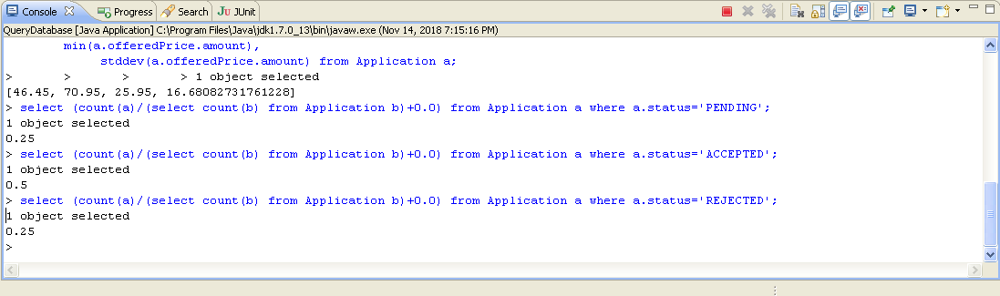 Console Progress Search JUnit
QueryDatabase [Java Application] C:\Program Files\Java\jdk1.7.0_13\bin\javaw.exe (Nov 14, 2018 7:15:16 PM)
        min(a.offeredPrice.amount),
             stddev(a.offeredPrice.amount) from Application a;
>       >       >       > 1 object selected
[46.45, 70.95, 25.95, 16.68082731761228]
> select (count(a)/(select count(b) from Application b)+0.0) from Application a where a.status='PENDING';
1 object selected
0.25
> select (count(a)/(select count(b) from Application b)+0.0) from Application a where a.status='ACCEPTED';
1 object selected
0.5
> select (count(a)/(select count(b) from Application b)+0.0) from Application a where a.status='REJECTED';
1 object selected
0.25
>